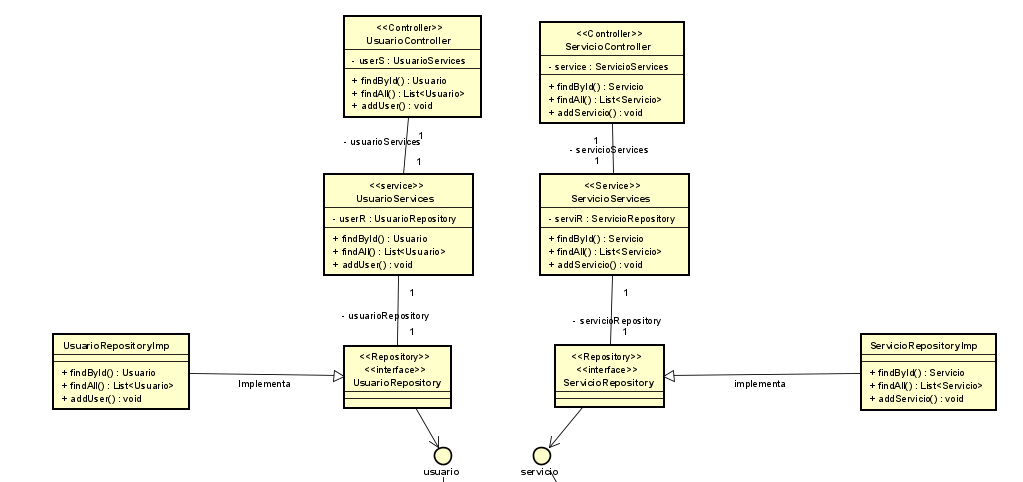 <<Controller>>
UsuarioController
- userS : UsuarioServices
+ findById() : Usuario
+ findAll() : List<Usuario>
+ addUser() : void
<<Controller>>
ServicioController
- service : ServicioServices
+ findById() : Servicio
+ findAll() : List<Servicio>
+ addServicio() : void
1
- usuarioServices
1
1
- servicioServices
1
<<service>>
UsuarioServices
- userR : UsuarioRepository
+ findById() : Usuario
+ findAll() : List<Usuario>
+ addUser() : void
<<Service>>
ServicioServices
- serviR : ServicioRepository
+ findById() : Servicio
+ findAll() : List<Servicio>
+ addServicio() : void
1
- usuarioRepository
1
1
- servicioRepository
1
UsuarioRepositoryImp
+ findById() : Usuario
+ findAll() : List<Usuario>
+ addUser() : void
Implementa
<<Repository>>
<<interface>>
UsuarioRepository
<<Repository>>
<<interface>>
ServicioRepository
implementa
ServicioRepositoryImp
+ findById() : Servicio
+ findAll() : List<Servicio>
+ addServicio() : void
usuario
servicio